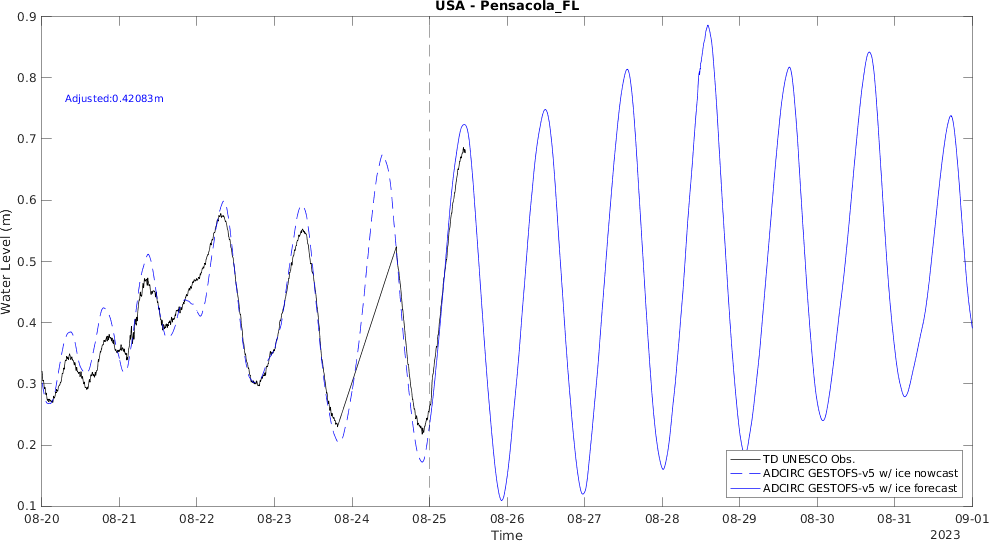 USA - Pensacola_FL
0.9
0.8
0.7
0.6
0.5
0.4
0.3
0.2
0.1
Water Level (m)
Adjusted:0.42083m
TD UNESCO Obs.
ADCIRC GESTOFS-v5 w/ ice nowcast
ADCIRC GESTOFS-v5 w/ ice forecast
08-20 08-21 08-22 08-23 08-24 08-25 08-26 08-27 08-28 08-29 08-30 08-31 09-01
Time
2023